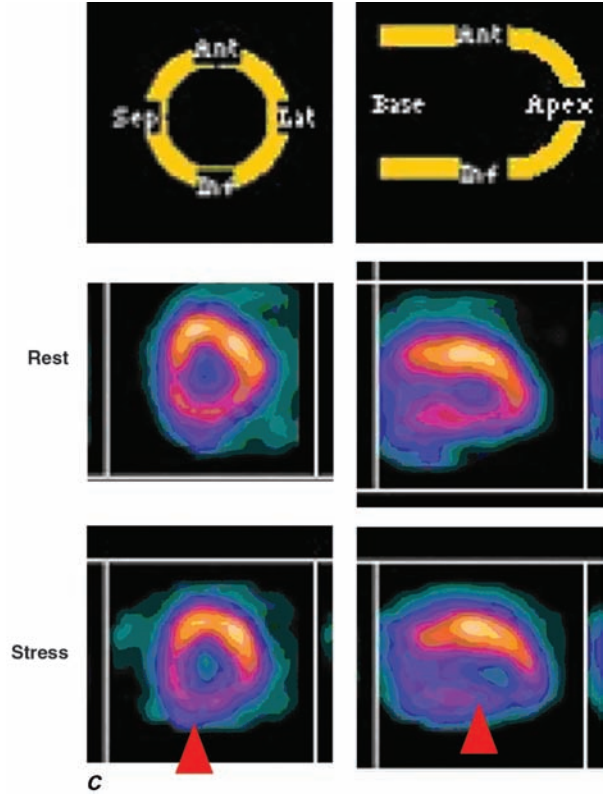 Ant
Ant
Sep
Lat
Base
Apex
Inf
Inf
Rest
Stress
C